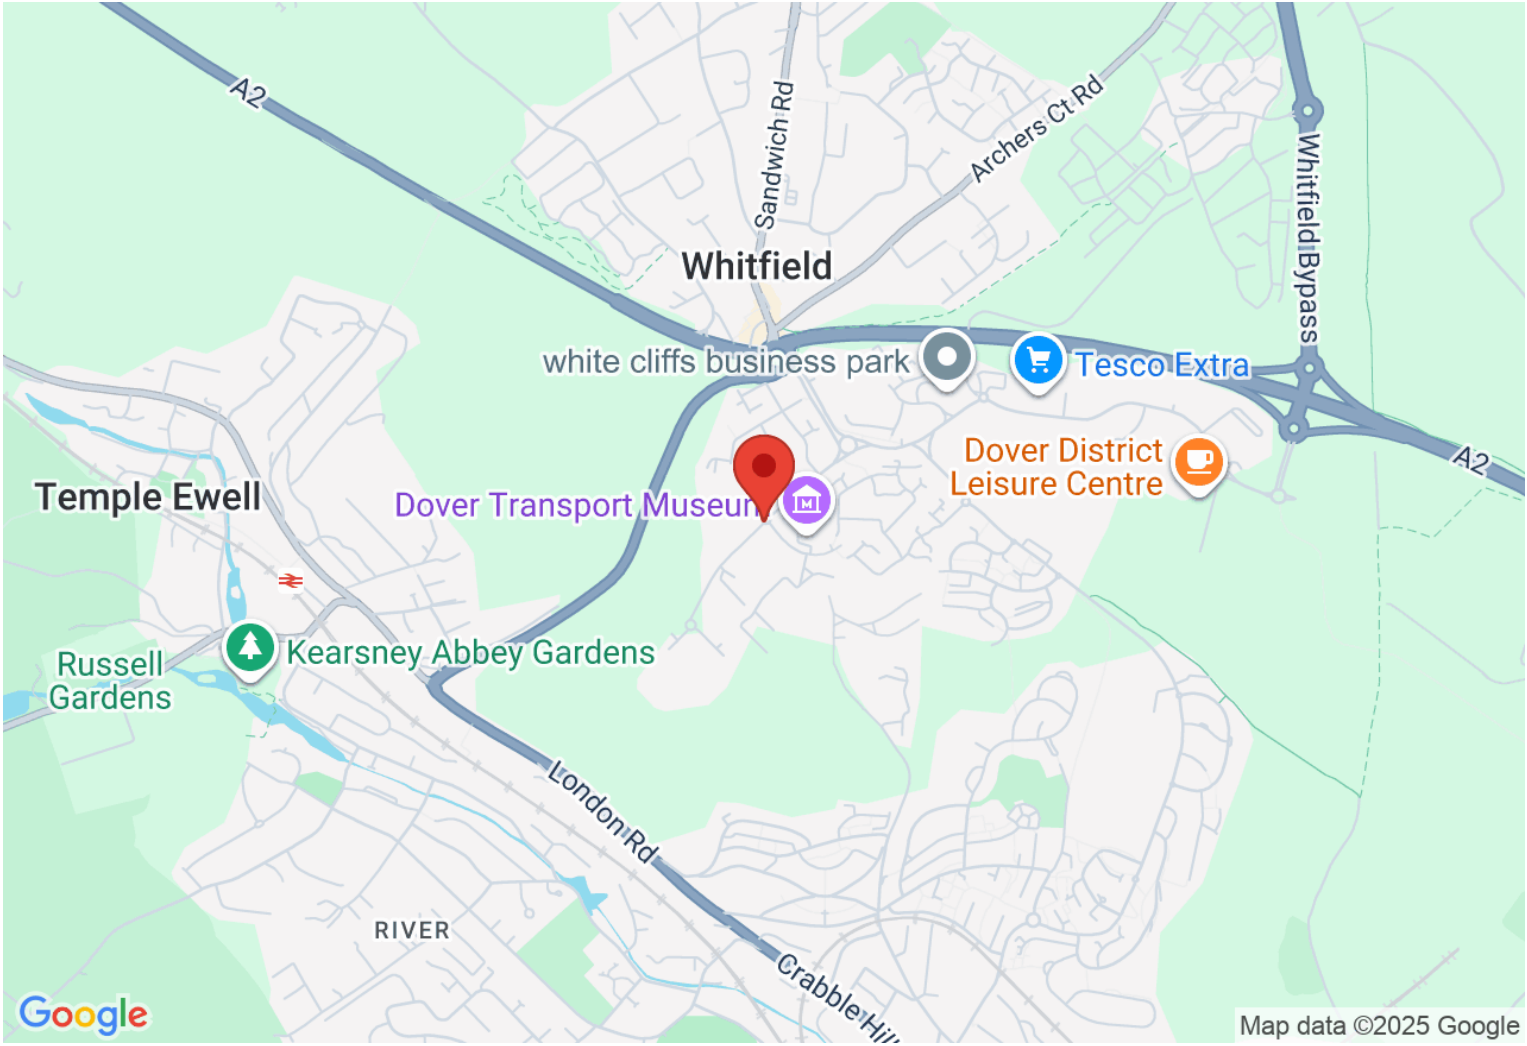 A2
Sandwich Rd
Archers Ct Rd
Whitfield Bypass
Whitfield
white cliffs business park
Tesco Extra
Dover District
Leisure Centre
A2
Temple Ewell
Dover Transport Museum
M
Kearsney Abbey Gardens
Russell
Gardens
London Rd
RIVER
Crabble Hill
Google
Map data ©2025 Google